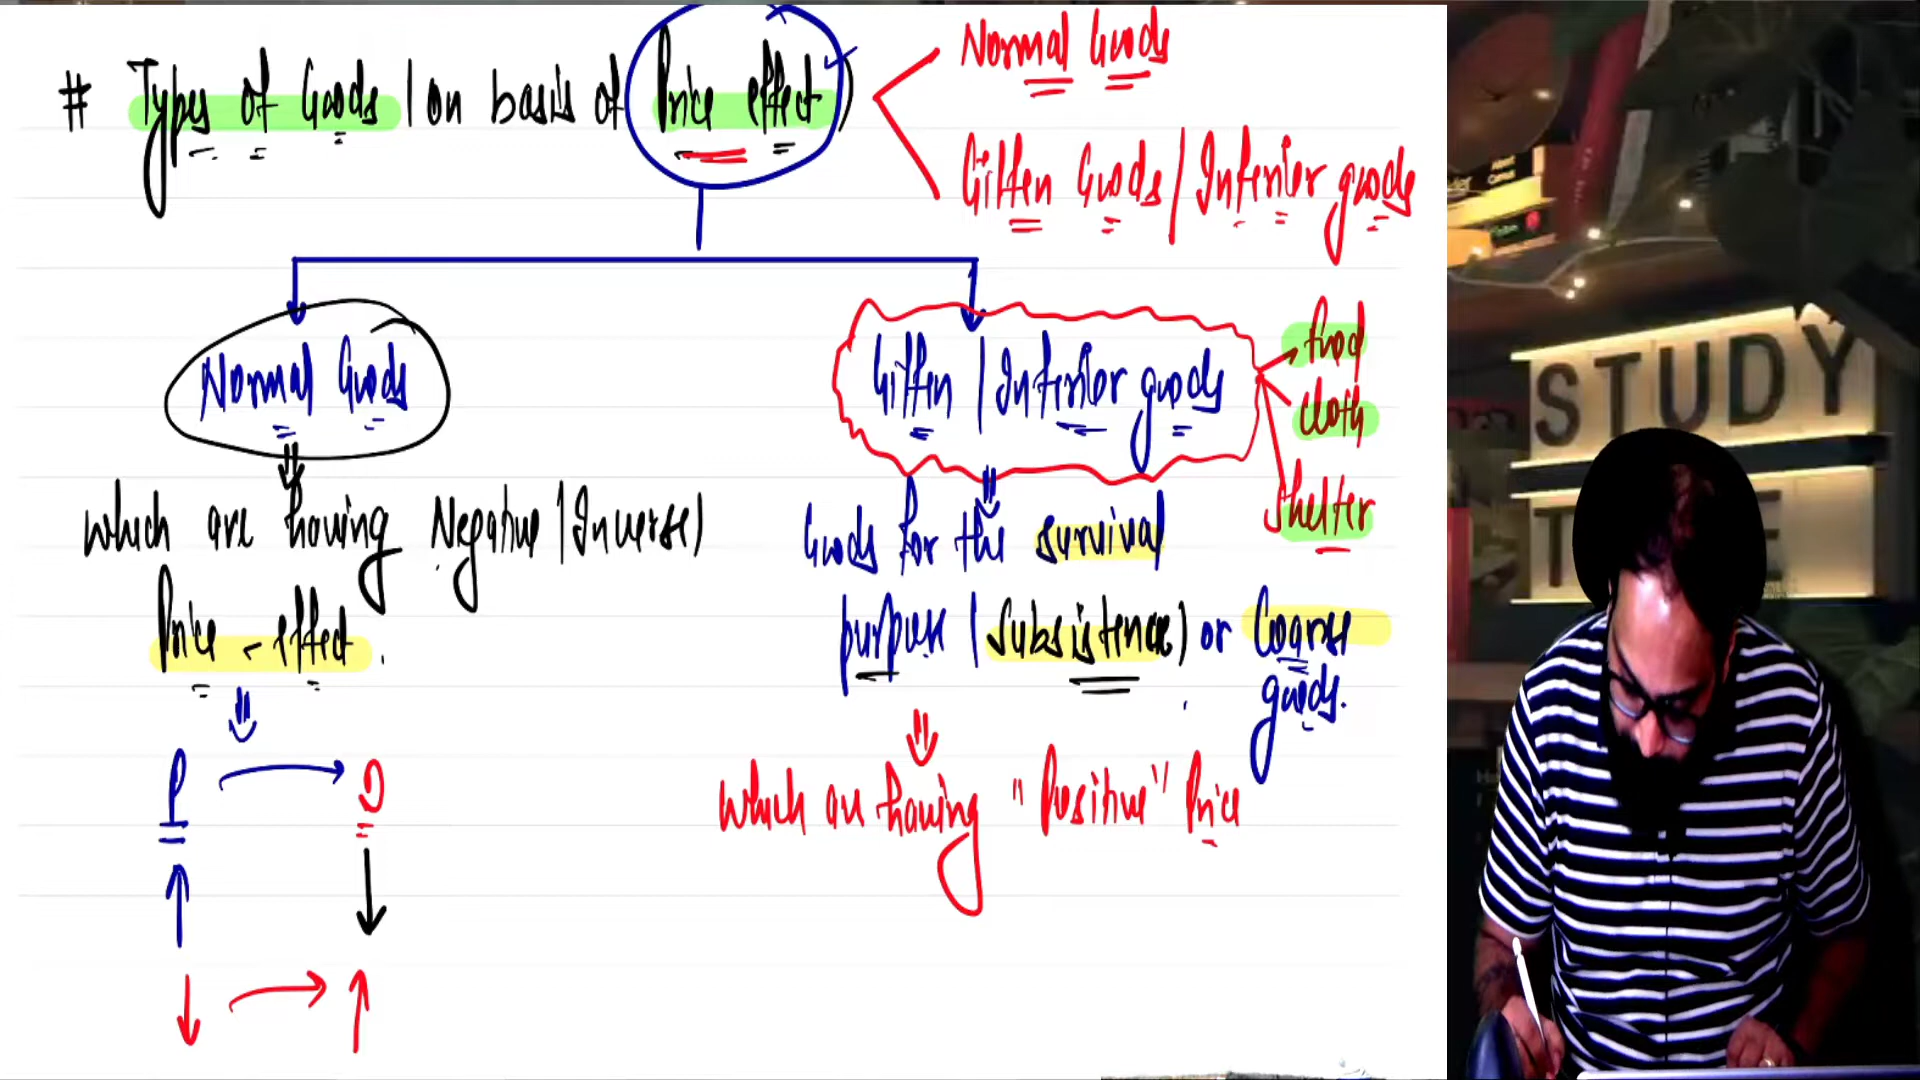 # Types of Goods (on basis of Price effect)
Normal Goods
Giffen Goods / Inferior goods
Normal Goods
Giffen / Inferior goods
food
cloth
shelter
which are having Negative (Inverse)
Price - effect.
Goods for the survival
purpose (subsistence) or Coarse
goods.
P → D
↑ ↓
↓ → ↑
which are having "Positive" Price
STUDY